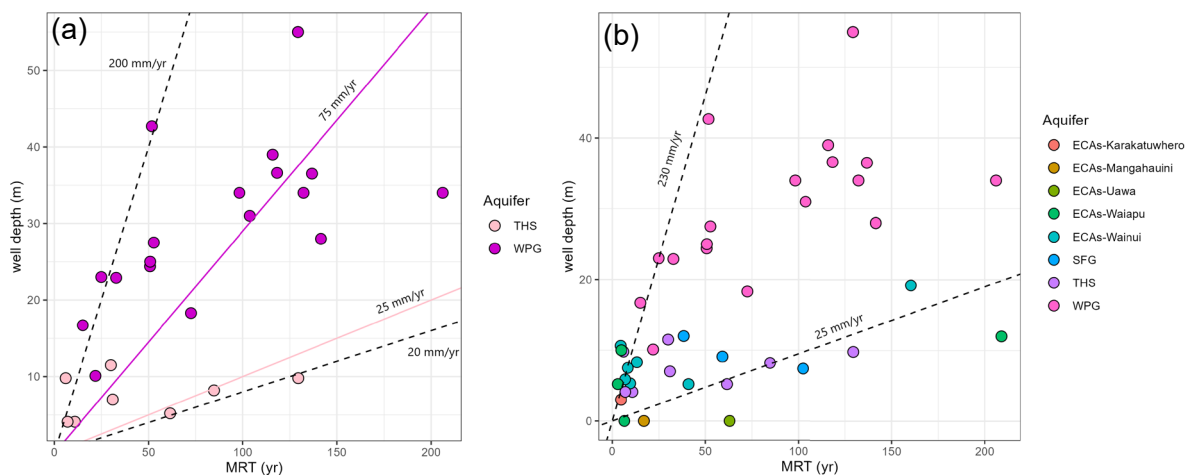 (a)
50
40
30
20
10
well depth (m)
0
50
100
150
200
MRT (yr)
200 mm/yr
75 mm/yr
25 mm/yr
20 mm/yr
Aquifer
THS
WPG
(b)
40
20
0
well depth (m)
0
50
100
150
200
MRT (yr)
230 mm/yr
25 mm/yr
Aquifer
ECAs-Karakatuwhero
ECAs-Mangahauini
ECAs-Uawa
ECAs-Waiapu
ECAs-Wainui
SFG
THS
WPG